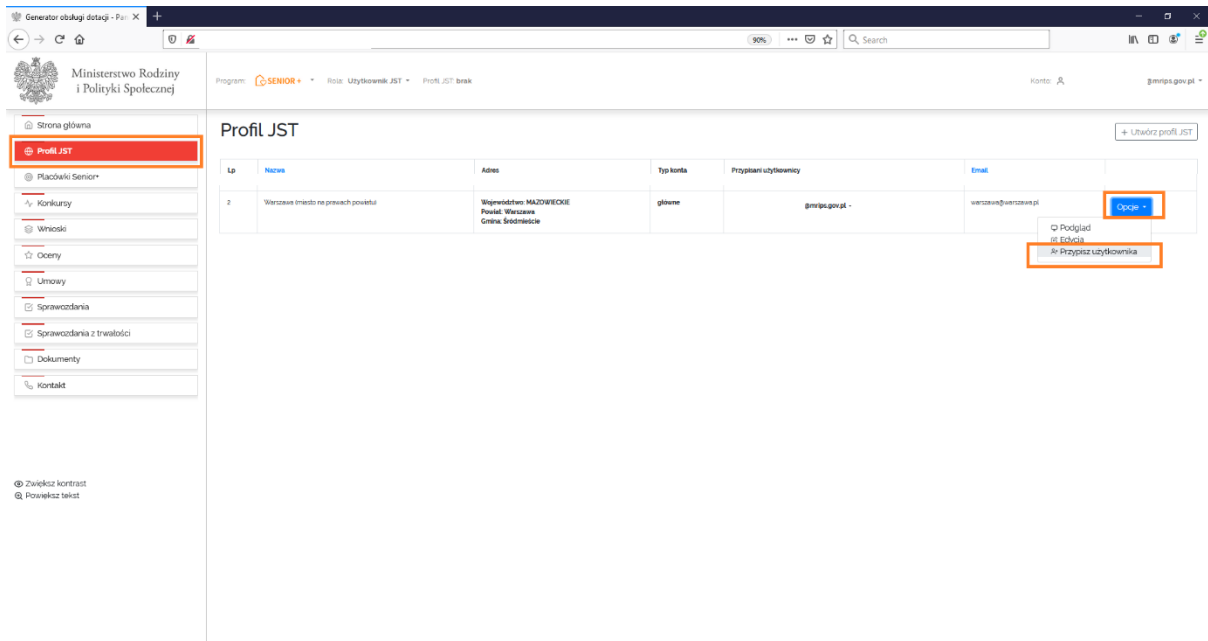 Generator obsługi dotacji - Pan
90%
Search
Ministerstwo Rodziny
i Polityki Społecznej
Program: SENIOR+ Rola: Użytkownik JST Profil JST: brak
Konto:
@mrips.gov.pl
Strona główna
Profil JST
Placówki Senior+
Konkursy
Wnioski
Oceny
Umowy
Sprawozdania
Sprawozdania z trwałości
Dokumenty
Kontakt
Zwiększ kontrast
Powiększ tekst
Profil JST
+ Utwórz profil JST
Lp Nazwa Adres Typ konta Przypisani użytkownicy Email
2 Warszawa (miasto na prawach powiatu) Województwo: MAZOWIECKIE główne @mrips.gov.pl - warszawa@warszawa.pl Opcje
Powiat: Warszawa
Gmina: Śródmieście
Podgląd
Edycja
Przypisz użytkownika